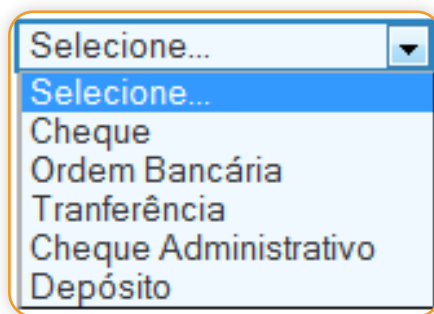 Selecione...
Selecione...
Cheque
Ordem Bancária
Tranferência
Cheque Administrativo
Depósito